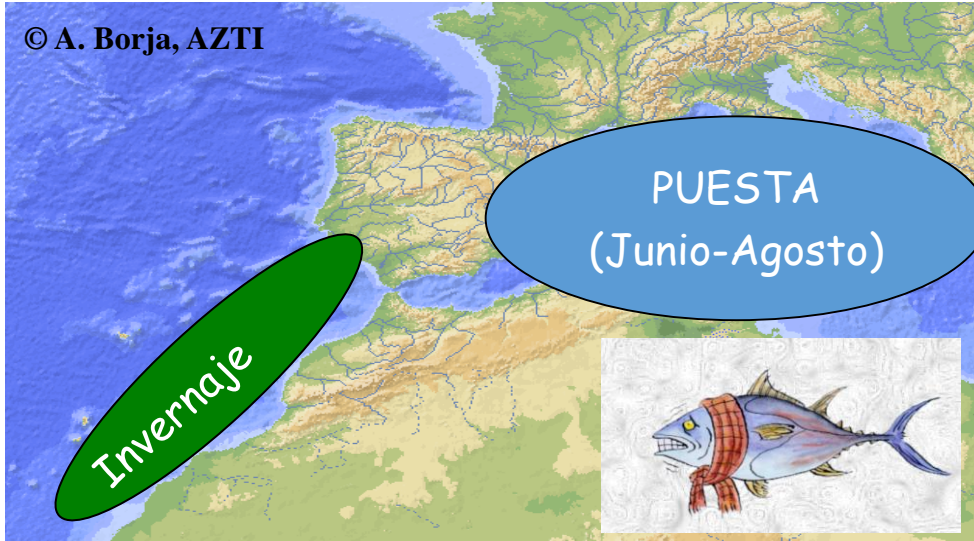 © A. Borja, AZTI
PUESTA
(Junio-Agosto)
Invernaje